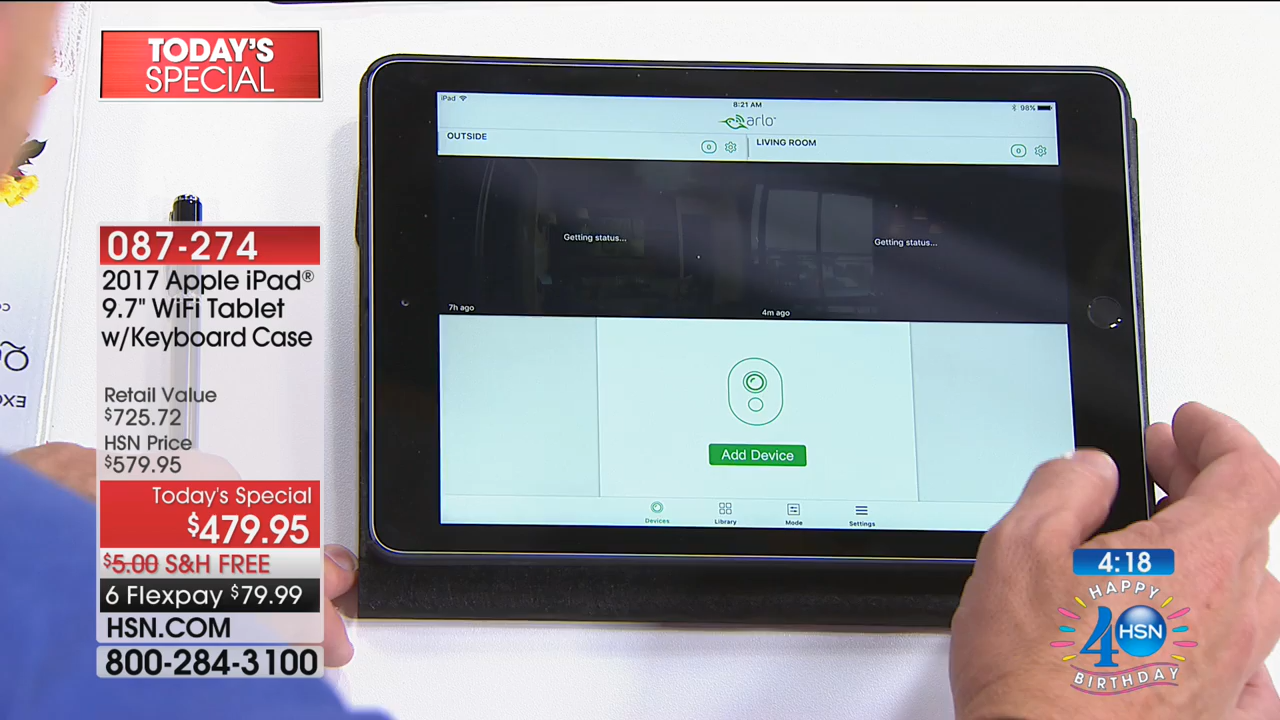 TODAY'S
SPECIAL
087-274
2017 Apple iPad®
9.7" WiFi Tablet
w/Keyboard Case
Retail Value
$725.72
HSN Price
$579.95
Today's Special
$479.95
$5.00 S&H FREE
6 Flexpay $79.99
HSN.COM
800-284-3100
iPad
8:21 AM
98%
arlo
OUTSIDE
0
LIVING ROOM
0
Getting status...
Getting status...
7h ago
4m ago
Add Device
Devices
Library
Mode
Settings
4:18
HAPPY
40
HSN
BIRTHDAY